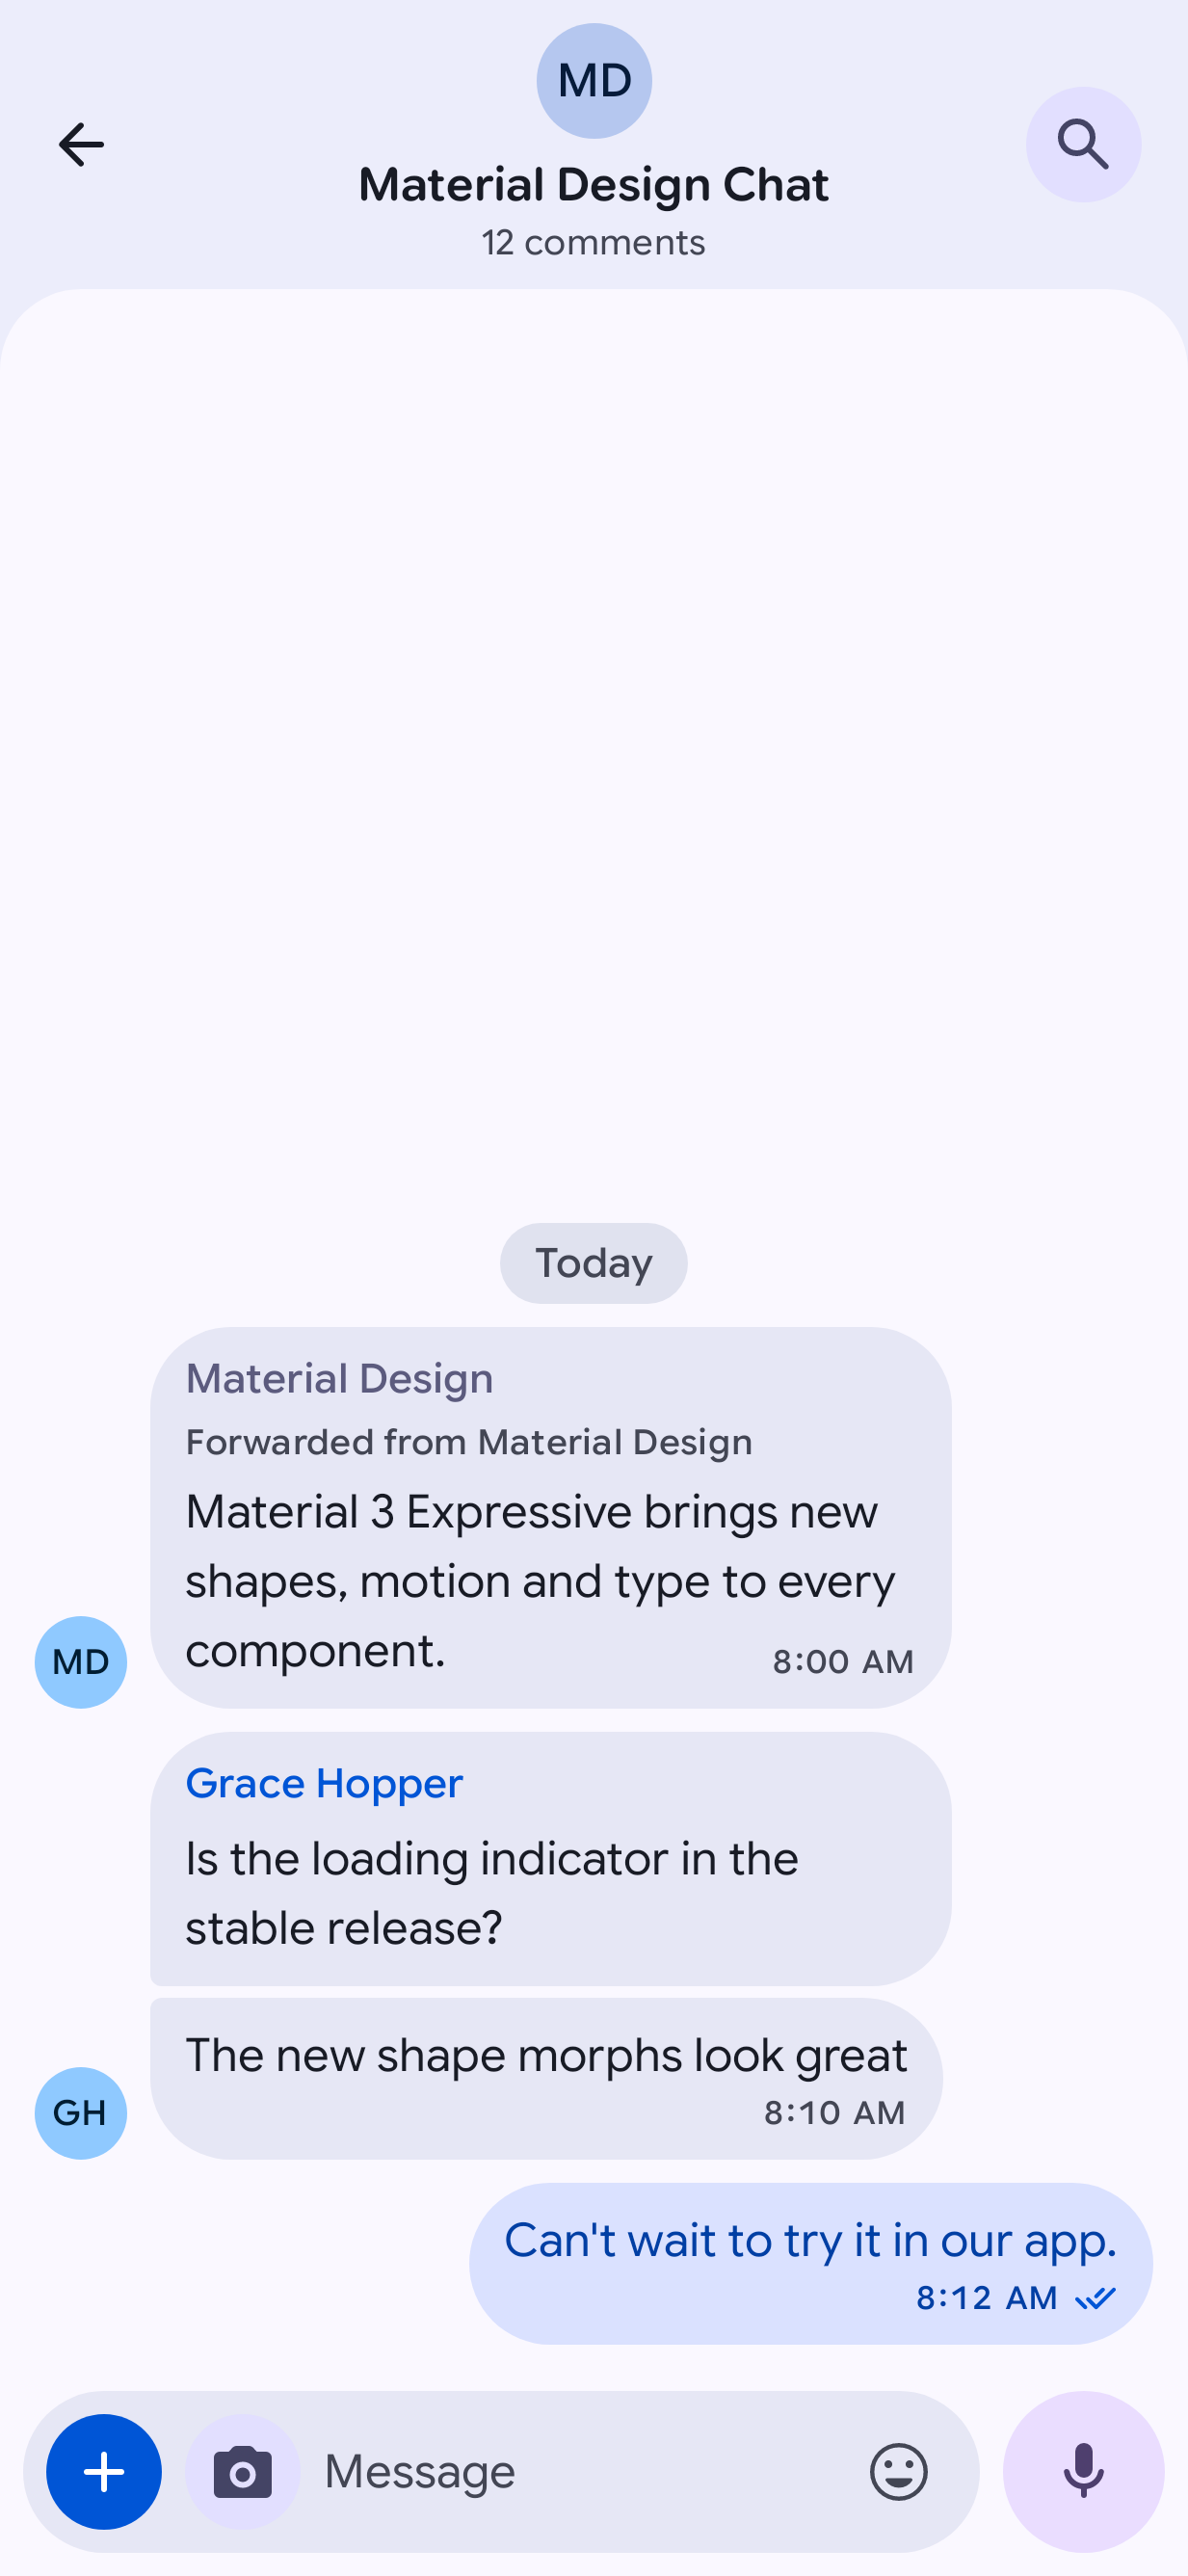 MD
Material Design Chat
12 comments
Today
Material Design
Forwarded from Material Design
Material 3 Expressive brings new
shapes, motion and type to every
component.
8:00 AM
MD
Grace Hopper
Is the loading indicator in the
stable release?
The new shape morphs look great
8:10 AM
GH
Can't wait to try it in our app.
8:12 AM
Message